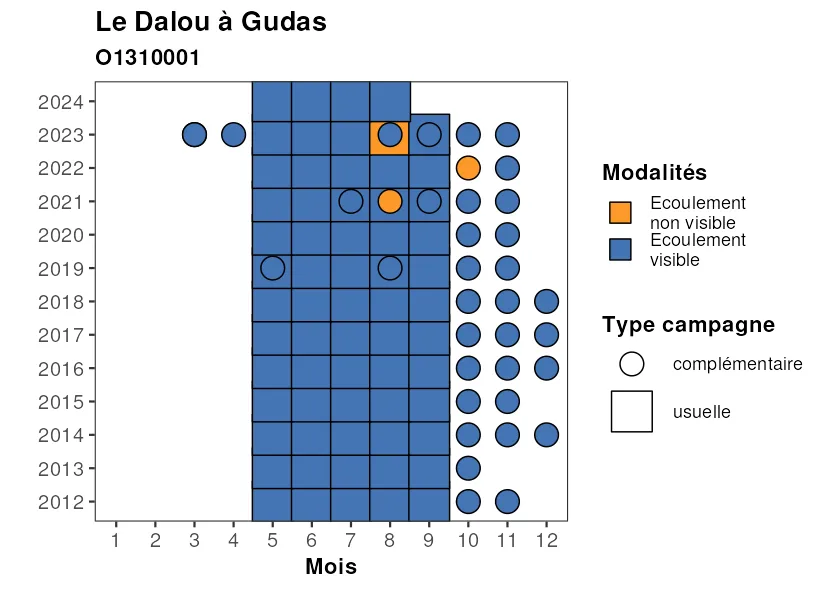 Le Dalou à Gudas
O1310001
2024
2023
2022
2021
2020
2019
2018
2017
2016
2015
2014
2013
2012
1 2 3 4 5 6 7 8 9 10 11 12
Mois
Modalités
Ecoulement
non visible
Ecoulement
visible
Type campagne
complémentaire
usuelle